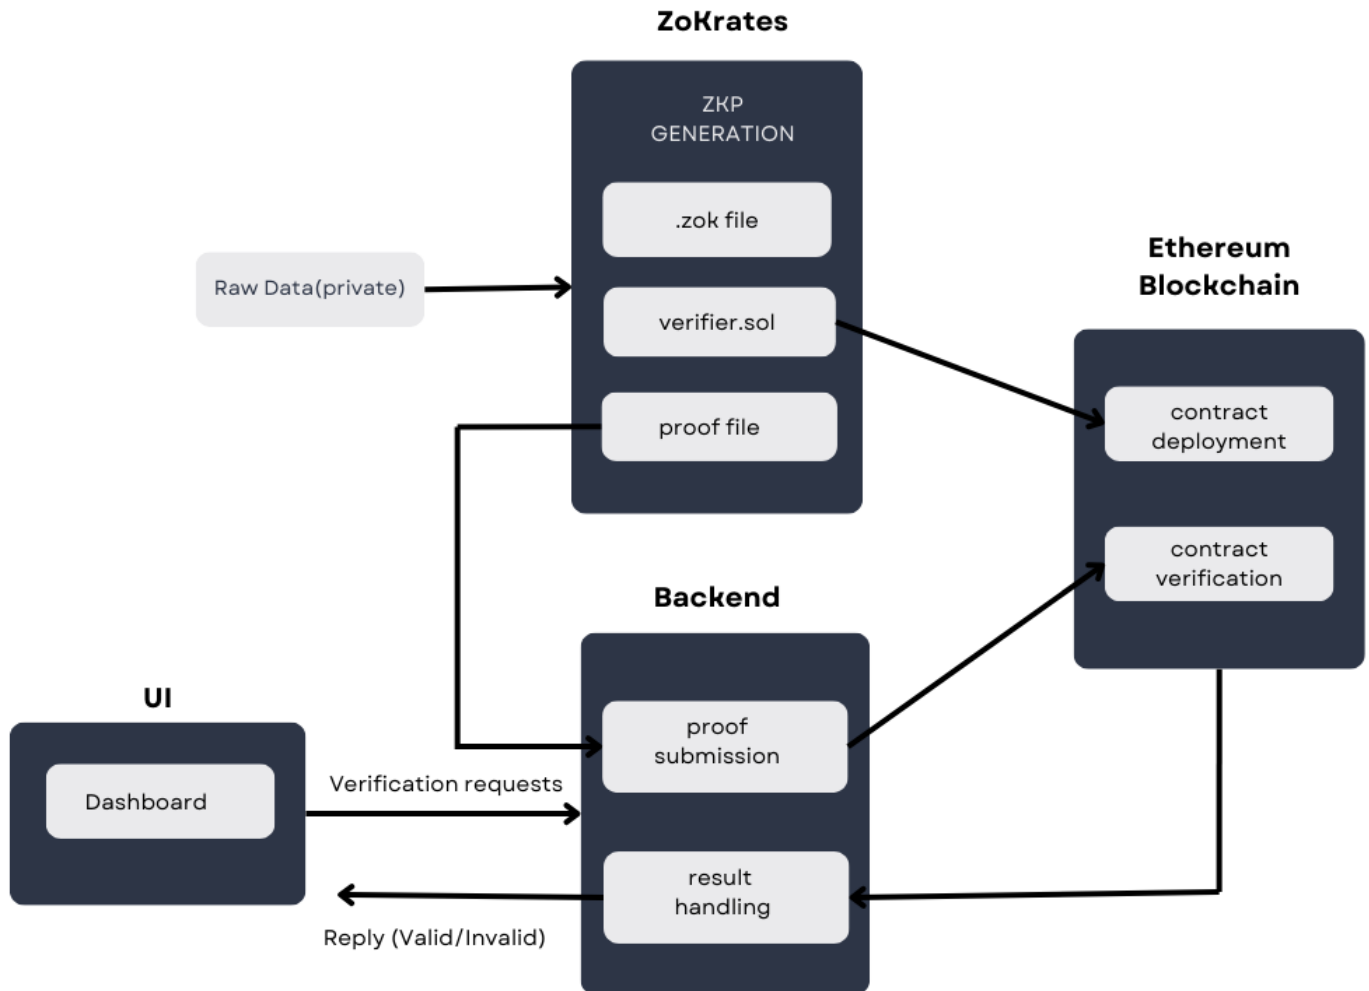 ZoKrates
ZKP
GENERATION
.zok file
Raw Data(private)
verifier.sol
proof file
Ethereum
Blockchain
contract
deployment
contract
verification
Backend
proof
submission
result
handling
UI
Dashboard
Verification requests
Reply (Valid/Invalid)